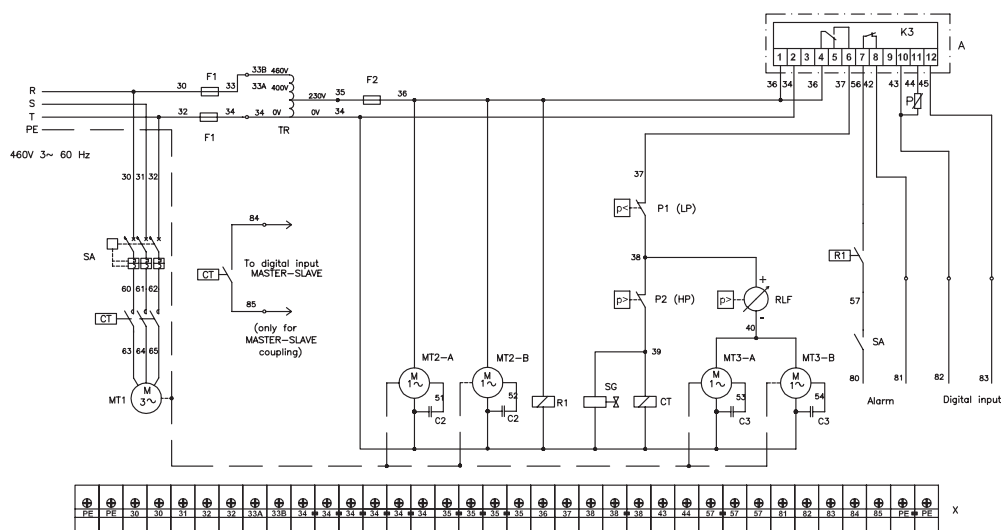 K3
A
1 2 3 4 5 6 7 8 9 10 11 12
36 34 36 37 56 42 43 44 45
P
F1 33B 460V
30 33 33A 400V
F2
230V 35 36
R
S
T 32 34 34 0V 0V 34
PE F1 TR
460V 3~ 60 Hz
30 31 32
37
p< P1 (LP)
84
To digital input
MASTER-SLAVE
SA
CT
38
R1
60 61 62
p> P2 (HP)
p> + RLF -
85
57
(only for
MASTER-SLAVE
coupling)
CT
40
SA
63 64 65
39
MT2-A MT2-B
MT3-A MT3-B
M 1~ M 1~
M 1~ M 1~
80 81 82 83
MT1 M 3~
51 52
SG
53 54
R1
CT
Alarm Digital input
C2 C2 C3 C3
PE PE 30 30 31 32 32 33A 33B 34 34 34 34 34 34 35 35 35 35 36 37 38 38 38 43 44 57 57 57 81 82 83 84 85 PE PE X